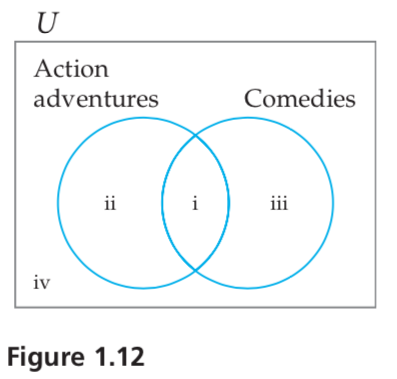 U
Action
adventures
Comedies
ii
i
iii
iv
Figure 1.12